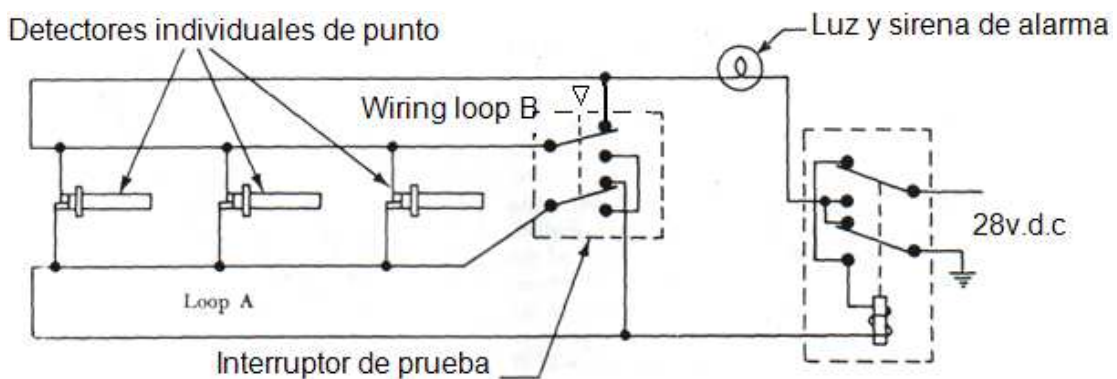 Detectores individuales de punto
Luz y sirena de alarma
Wiring loop B
28v.d.c
Loop A
Interruptor de prueba